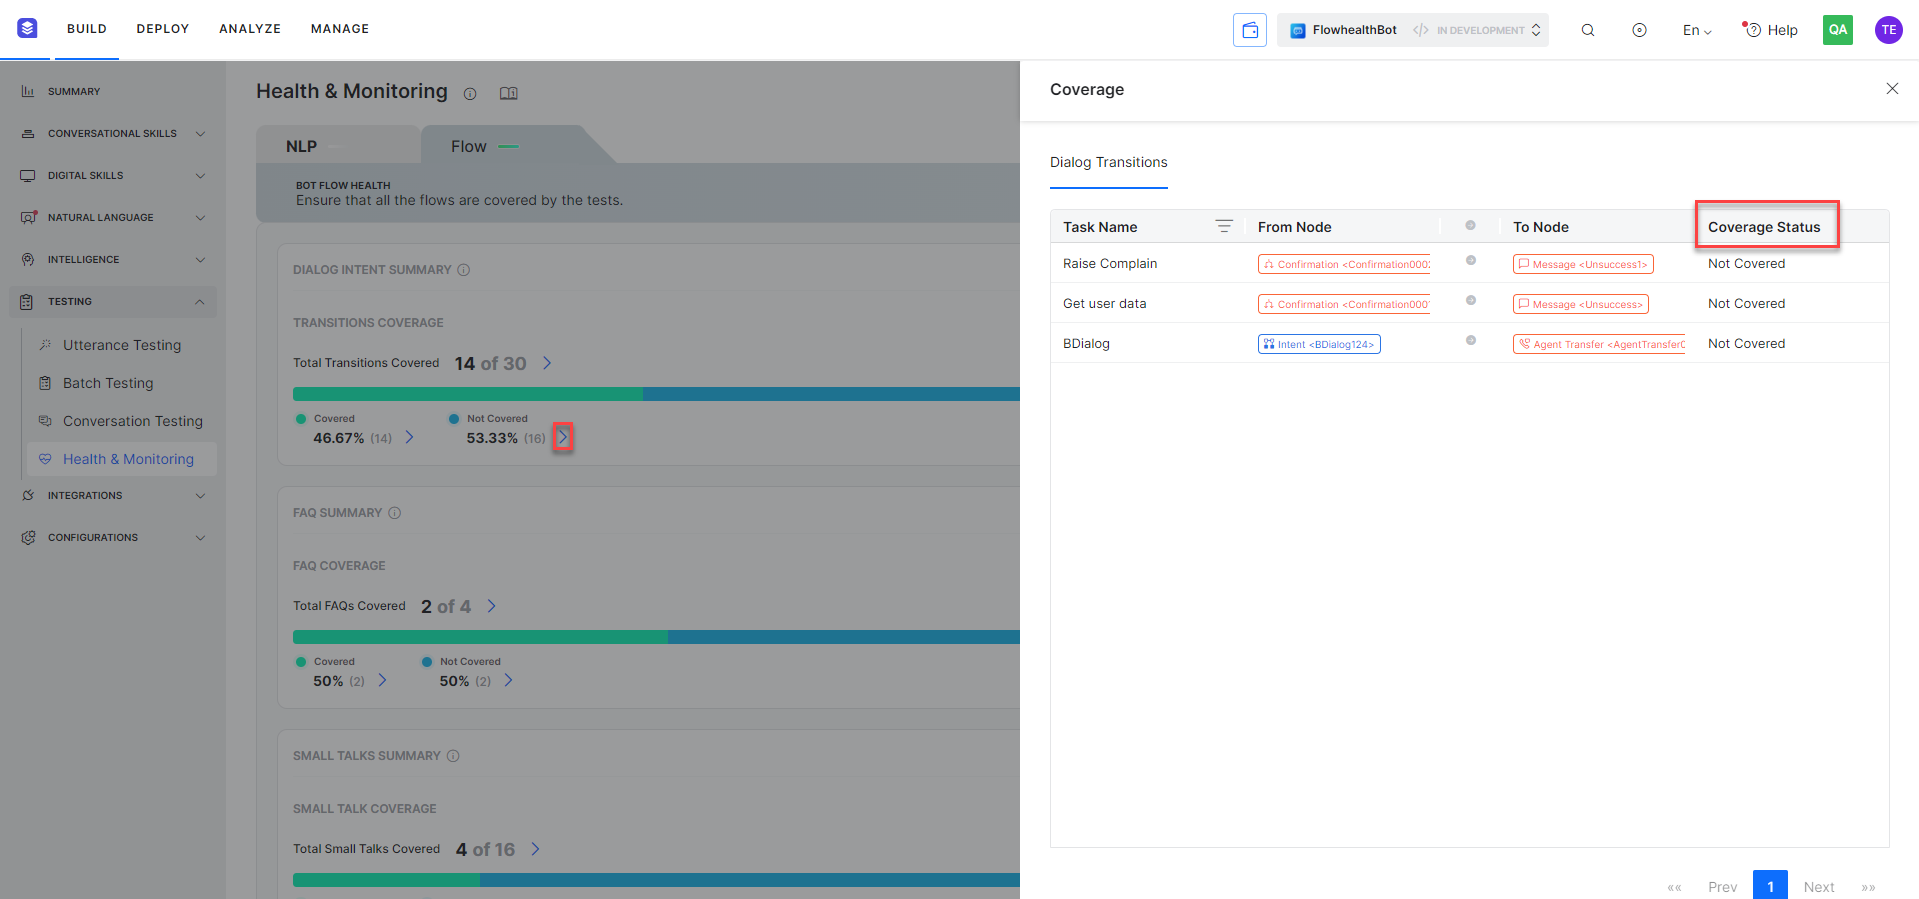 BUILD DEPLOY ANALYZE MANAGE
FlowhealthBot IN DEVELOPMENT En Help QA TE
SUMMARY
CONVERSATIONAL SKILLS
DIGITAL SKILLS
NATURAL LANGUAGE
INTELLIGENCE
TESTING
Utterance Testing
Batch Testing
Conversation Testing
Health & Monitoring
INTEGRATIONS
CONFIGURATIONS
Health & Monitoring
NLP Flow
BOT FLOW HEALTH
Ensure that all the flows are covered by the tests.
DIALOG INTENT SUMMARY
TRANSITIONS COVERAGE
Total Transitions Covered 14 of 30
Covered Not Covered
46.67% (14) 53.33% (16)
FAQ SUMMARY
FAQ COVERAGE
Total FAQs Covered 2 of 4
Covered Not Covered
50% (2) 50% (2)
SMALL TALKS SUMMARY
SMALL TALK COVERAGE
Total Small Talks Covered 4 of 16
Coverage
Dialog Transitions
Task Name From Node To Node Coverage Status
Raise Complain Confirmation <Confirmation0002 Message <Unsuccess1> Not Covered
Get user data Confirmation <Confirmation0001 Message <Unsuccess> Not Covered
BDialog Intent <BDialog124> Agent Transfer <AgentTransfer Not Covered
«« Prev 1 Next »»